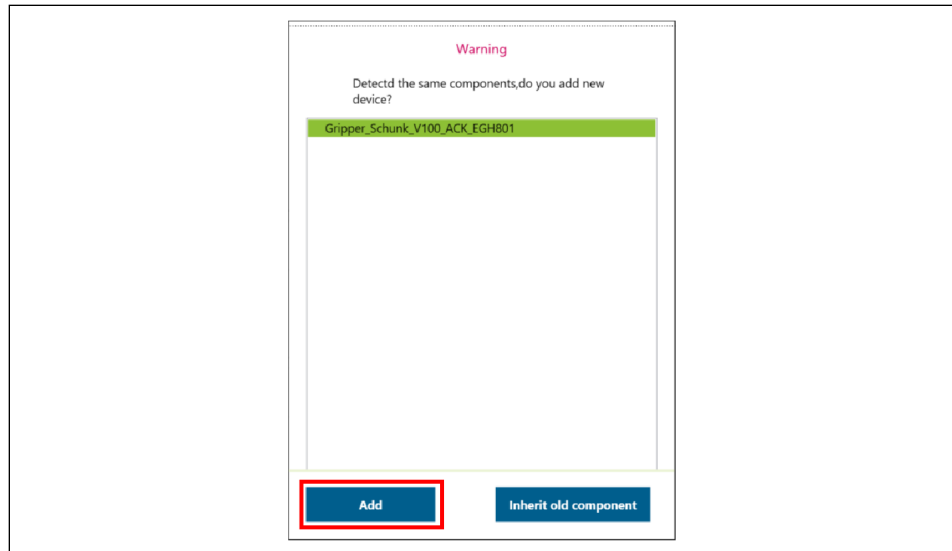 Warning
Detectd the same components,do you add new
device?
Gripper_Schunk_V100_ACK_EGH801
Add
Inherit old component